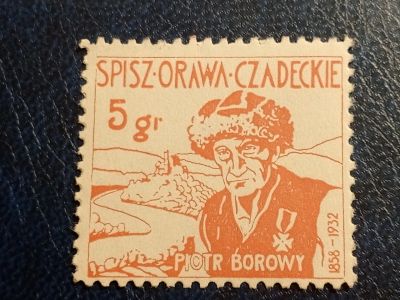 SPISZ·ORAWA·CZADECKIE
5 gr
PIOTR BOROWY
1858-1932